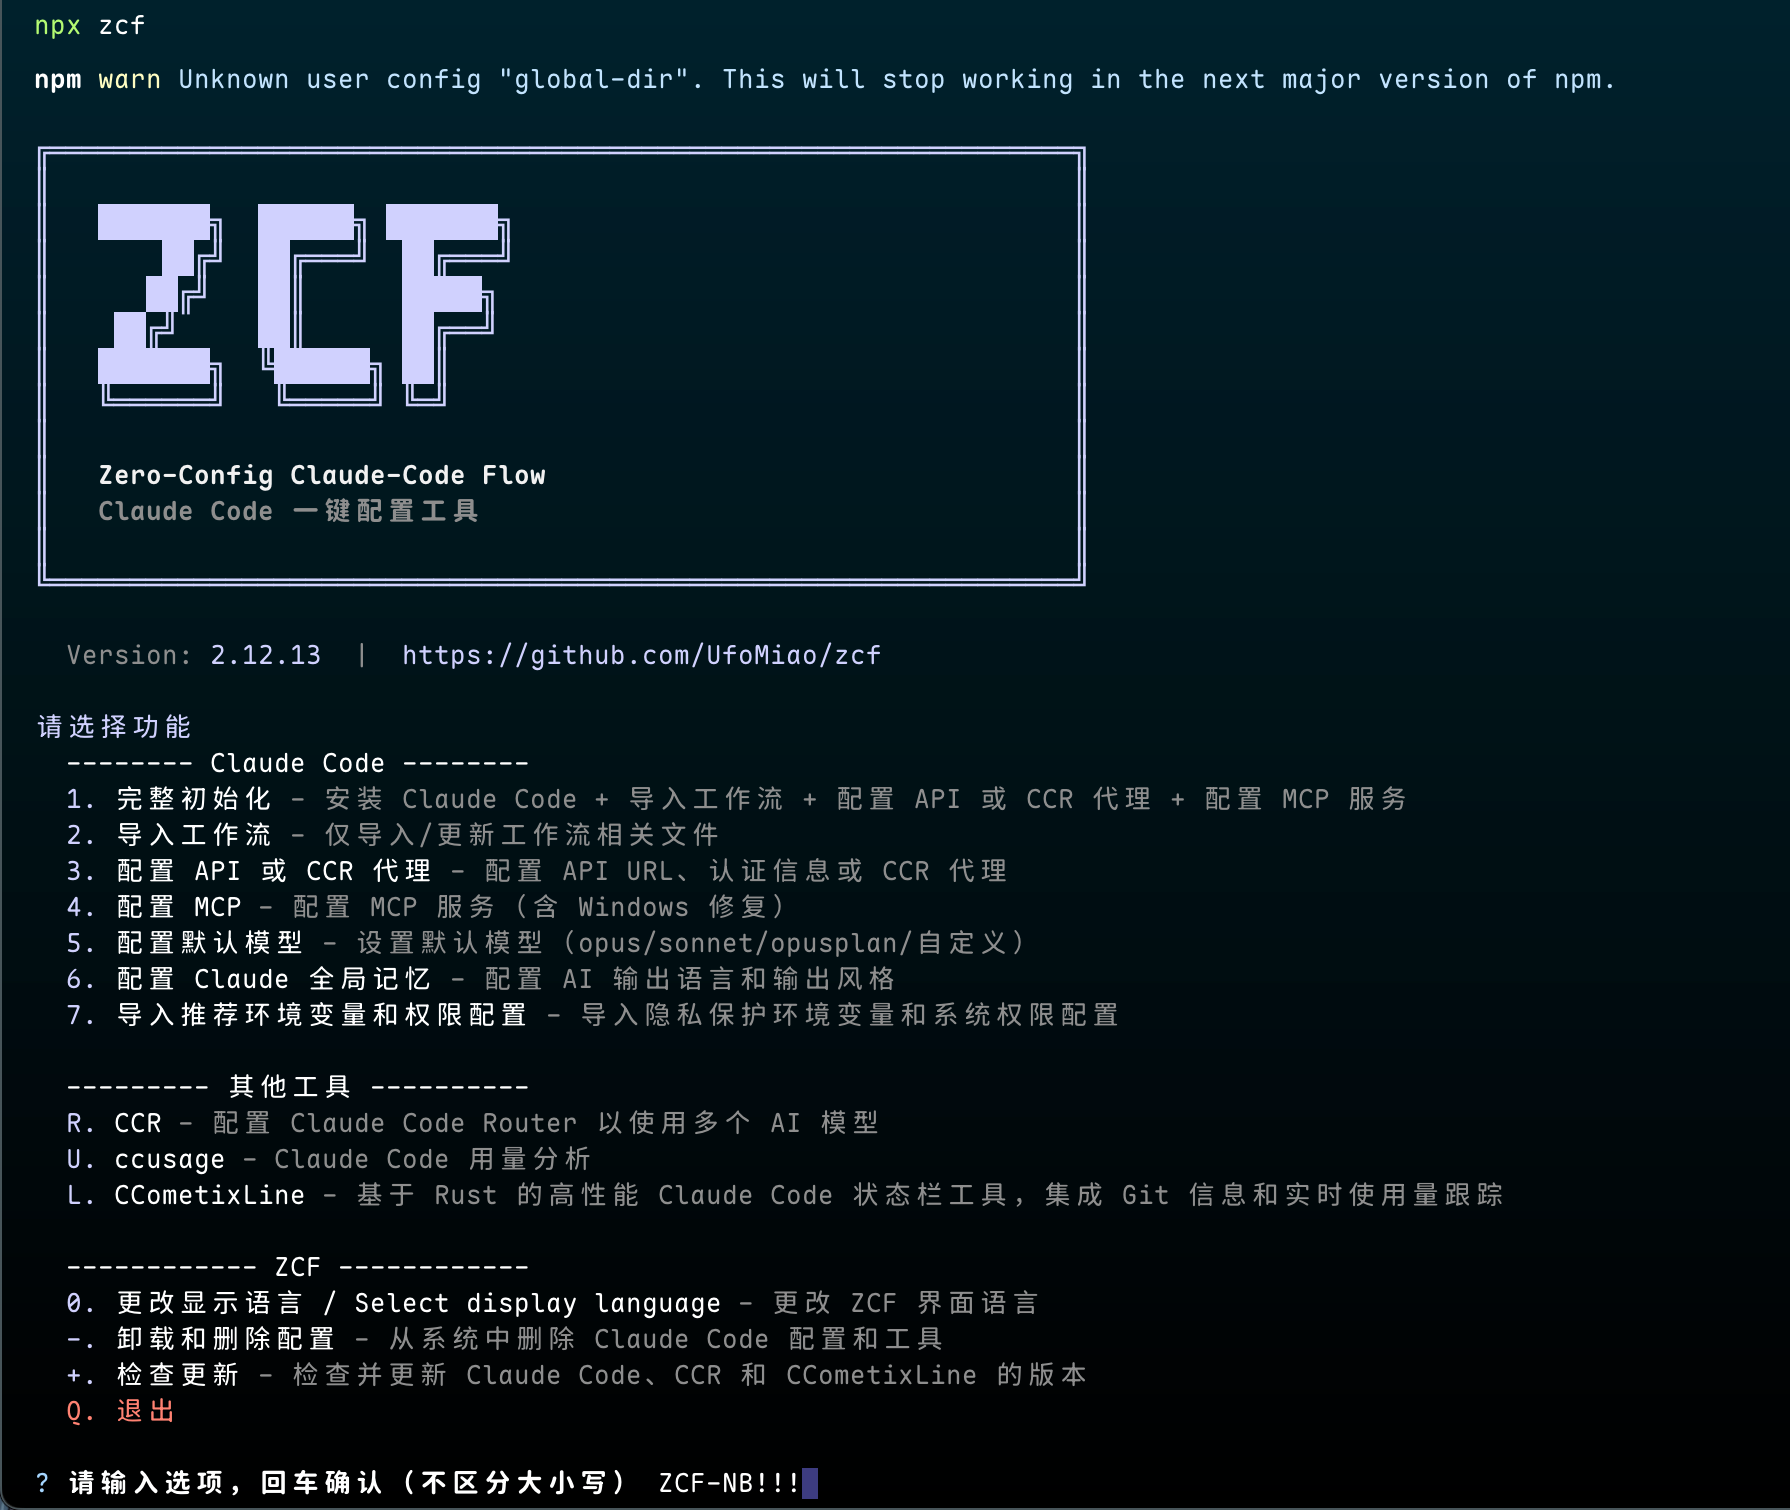 npx zcf
npm warn Unknown user config "global-dir". This will stop working in the next major version of npm.
ZCF
Zero-Config Claude-Code Flow
Claude Code 一键配置工具
Version: 2.12.13 | https://github.com/UfoMiao/zcf
请选择功能
-------- Claude Code --------
1. 完整初始化 - 安装 Claude Code + 导入工作流 + 配置 API 或 CCR 代理 + 配置 MCP 服务
2. 导入工作流 - 仅导入/更新工作流相关文件
3. 配置 API 或 CCR 代理 - 配置 API URL、认证信息或 CCR 代理
4. 配置 MCP - 配置 MCP 服务（含 Windows 修复）
5. 配置默认模型 - 设置默认模型（opus/sonnet/opusplan/自定义）
6. 配置 Claude 全局记忆 - 配置 AI 输出语言和输出风格
7. 导入推荐环境变量和权限配置 - 导入隐私保护环境变量和系统权限配置
--------- 其他工具 ----------
R. CCR - 配置 Claude Code Router 以使用多个 AI 模型
U. ccusage - Claude Code 用量分析
L. CCometixLine - 基于 Rust 的高性能 Claude Code 状态栏工具，集成 Git 信息和实时使用量跟踪
------------ ZCF ------------
0. 更改显示语言 / Select display language - 更改 ZCF 界面语言
-. 卸载和删除配置 - 从系统中删除 Claude Code 配置和工具
+. 检查更新 - 检查并更新 Claude Code、CCR 和 CCometixLine 的版本
Q. 退出
? 请输入选项，回车确认（不区分大小写） ZCF-NB!!!